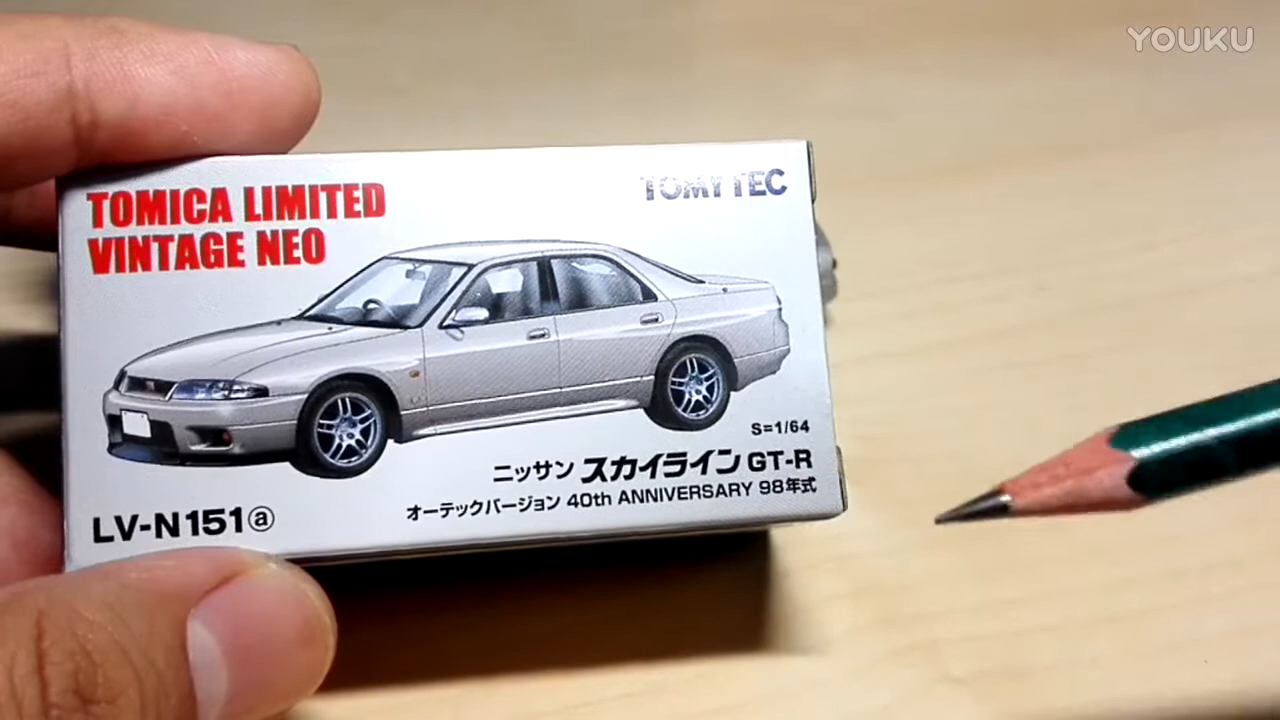 YOUKU
TOMICA LIMITED
VINTAGE NEO
TOMYTEC
S=1/64
ニッサン スカイライン GT-R
オーテックバージョン 40th ANNIVERSARY 98年式
LV-N151ⓐ